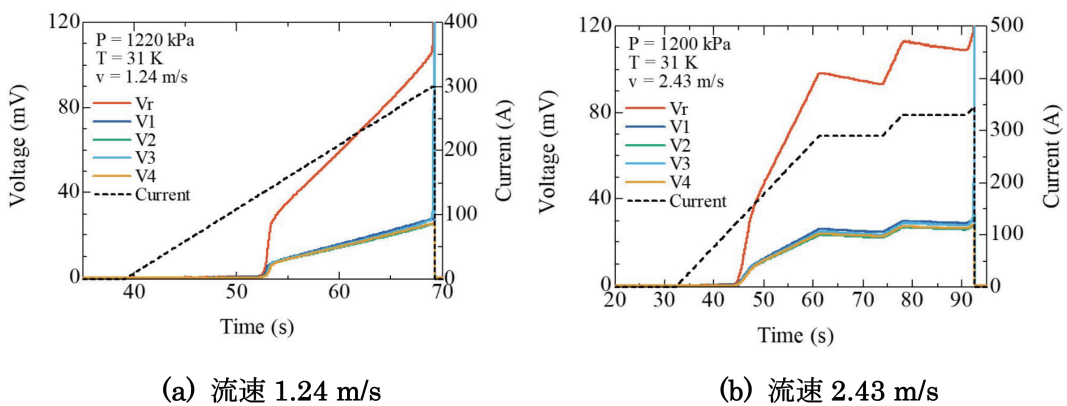 P = 1220 kPa
T = 31 K
v = 1.24 m/s
Vr
V1
V2
V3
V4
Current
Voltage (mV)
120
80
40
0
Current (A)
400
300
200
100
0
40
50
60
70
Time (s)
(a) 流速 1.24 m/s
P = 1200 kPa
T = 31 K
v = 2.43 m/s
Vr
V1
V2
V3
V4
Current
Voltage (mV)
120
80
40
0
Current (A)
500
400
300
200
100
0
20
30
40
50
60
70
80
90
Time (s)
(b) 流速 2.43 m/s